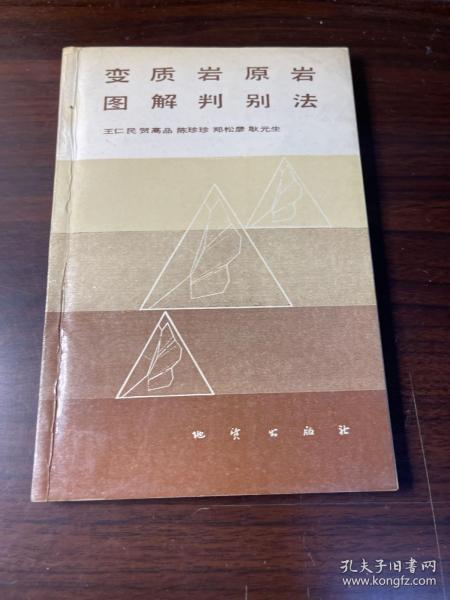 变质岩原岩
图解判别法
王仁民 贺高品 陈珍珍 郑松彦 耿元生
地质出版社
孔夫子旧书网
www.kongfz.com